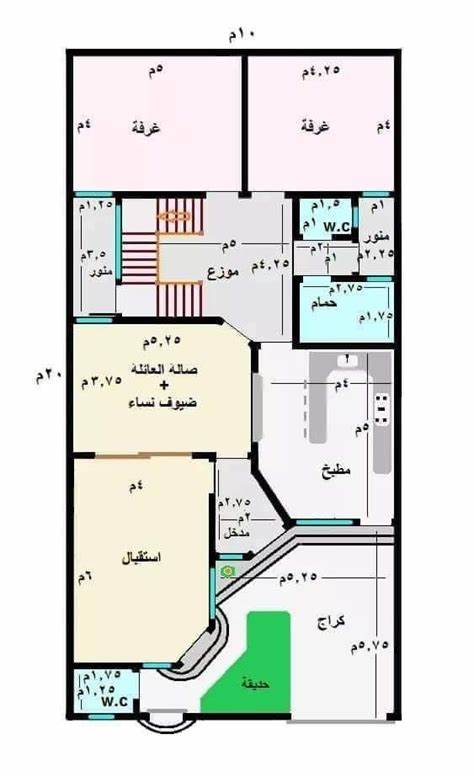 ١٠م
٥م
٤,٢٥م
٤م
غرفة
٤م
غرفة
١,٢٥م
١,٥م
١م
١م
W.C
منور
٥م
٢م
٣,٥م
موزع
٤,٢٥م
١م
٢,٢٥م
منور
٢,٧٥م
حمام
١,٧٥م
٥,٢٥م
صالة العائلة
٢٠م
٣,٧٥م
+
ضيوف نساء
٤م
٥م
مطبخ
٤م
٢,٧٥م
٢م
مدخل
استقبال
٦م
٥,٢٥م
كراج
٥,٧٥م
حديقة
١,٧٥م
١,٢٥م
W.C